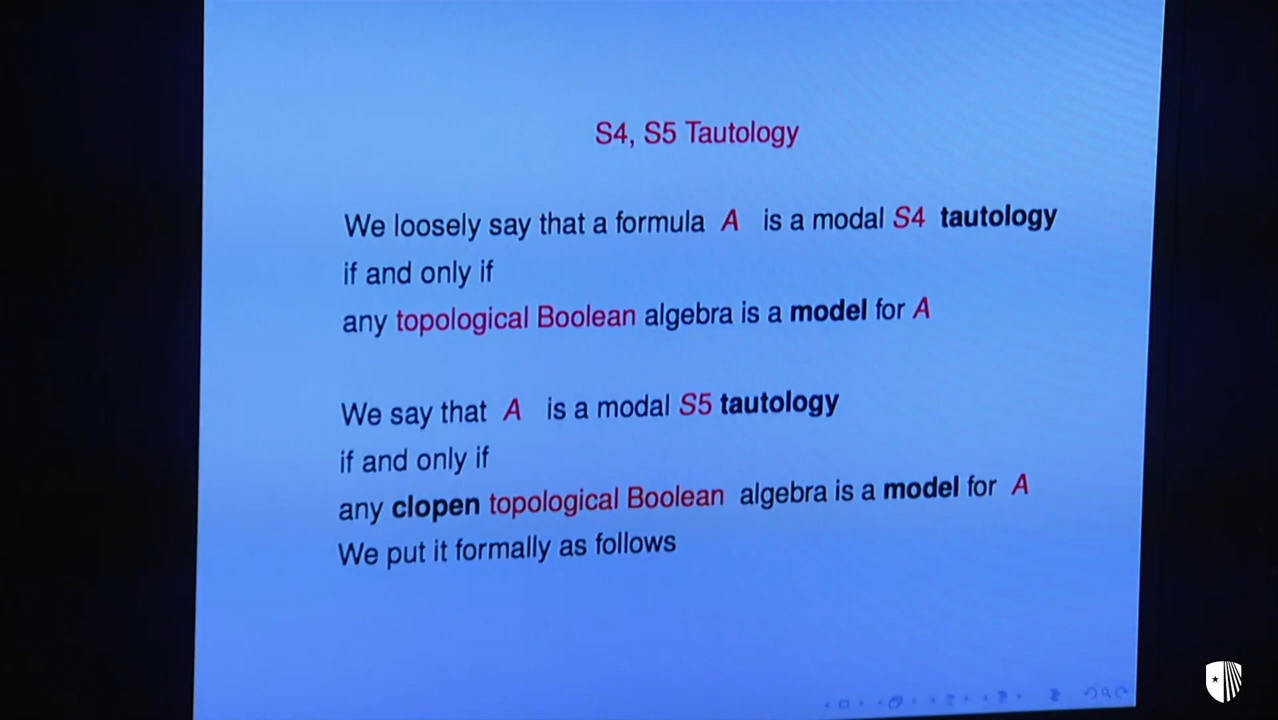 S4, S5 Tautology
We loosely say that a formula A is a modal S4 tautology
if and only if
any topological Boolean algebra is a model for A
We say that A is a modal S5 tautology
if and only if
any clopen topological Boolean algebra is a model for A
We put it formally as follows